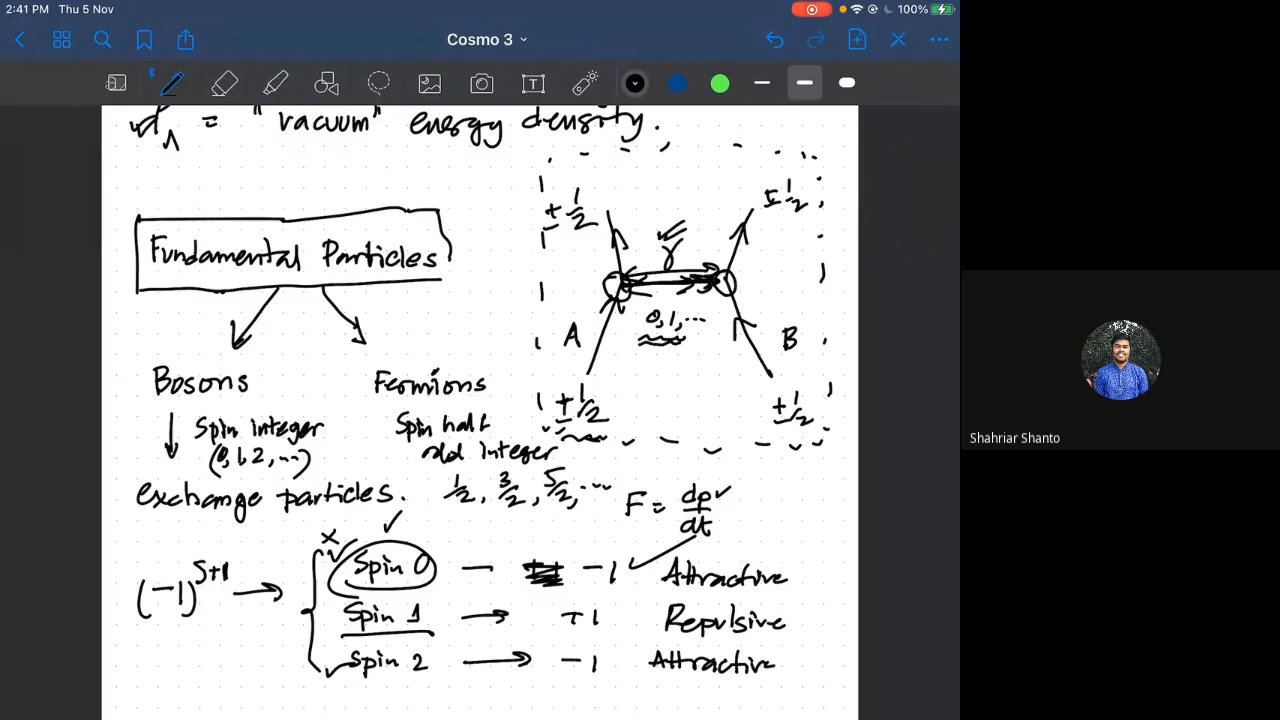 2:41 PM Thu 5 Nov
100%
Cosmo 3
= "vacuum" energy density.
Fundamental Particles
Bosons
Fermions
Spin integer
(0, 1, 2, ...)
Spin half
odd integer
exchange particles.
1/2, 3/2, 5/2, ...
+ 1/2
γ
0, 1, ...
A
B
+ 1/2
+ 1/2
F = dp/dt
(-1)^{S+1} →
Spin 0 — -1 Attractive
Spin 1 → +1 Repulsive
Spin 2 → -1 Attractive
Shahriar Shanto